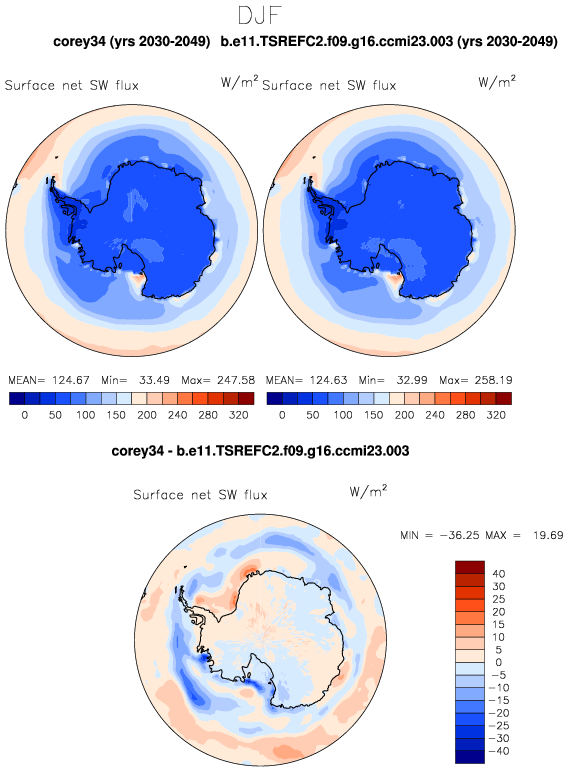 DJF
corey34 (yrs 2030-2049) b.e11.TSREFC2.f09.g16.ccmi23.003 (yrs 2030-2049)
Surface net SW flux W/m² Surface net SW flux W/m²
MEAN= 124.67 Min= 33.49 Max= 247.58 MEAN= 124.63 Min= 32.99 Max= 258.19
0 50 100 150 200 240 280 320 0 50 100 150 200 240 280 320
corey34 - b.e11.TSREFC2.f09.g16.ccmi23.003
Surface net SW flux W/m²
MIN = -36.25 MAX = 19.69
40
30
25
20
15
10
5
0
-5
-10
-15
-20
-25
-30
-40